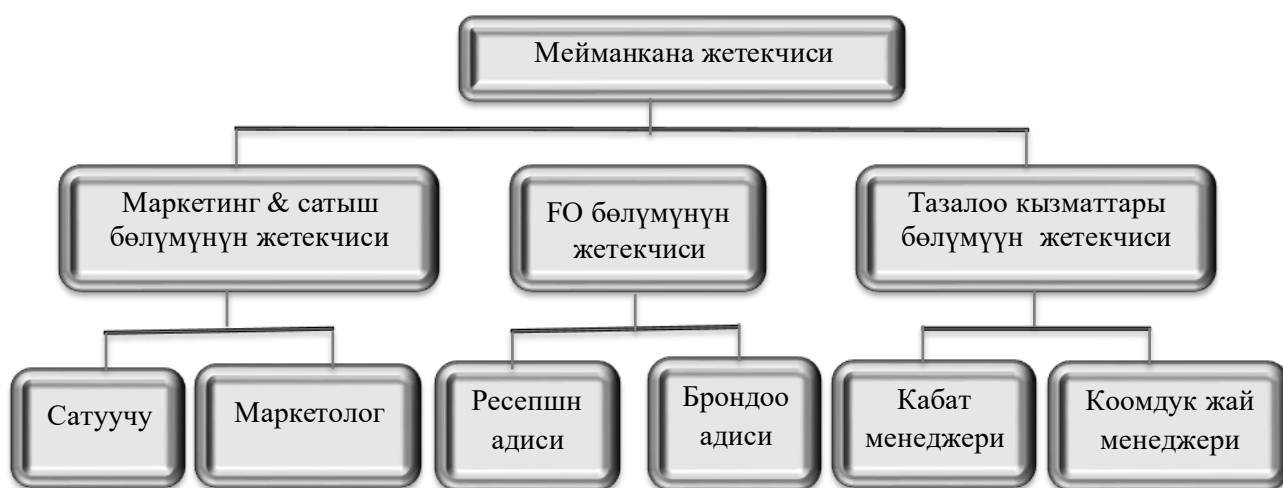 Мейманкана жетекчиси
Маркетинг & сатыш
бөлүмүнүн жетекчиси
FO бөлүмүнүн
жетекчиси
Тазалоо кызматтары
бөлүмүүн жетекчиси
Сатуучу
Маркетолог
Ресепшн
адиси
Брондоо
адиси
Кабат
менеджери
Коомдук жай
менеджери